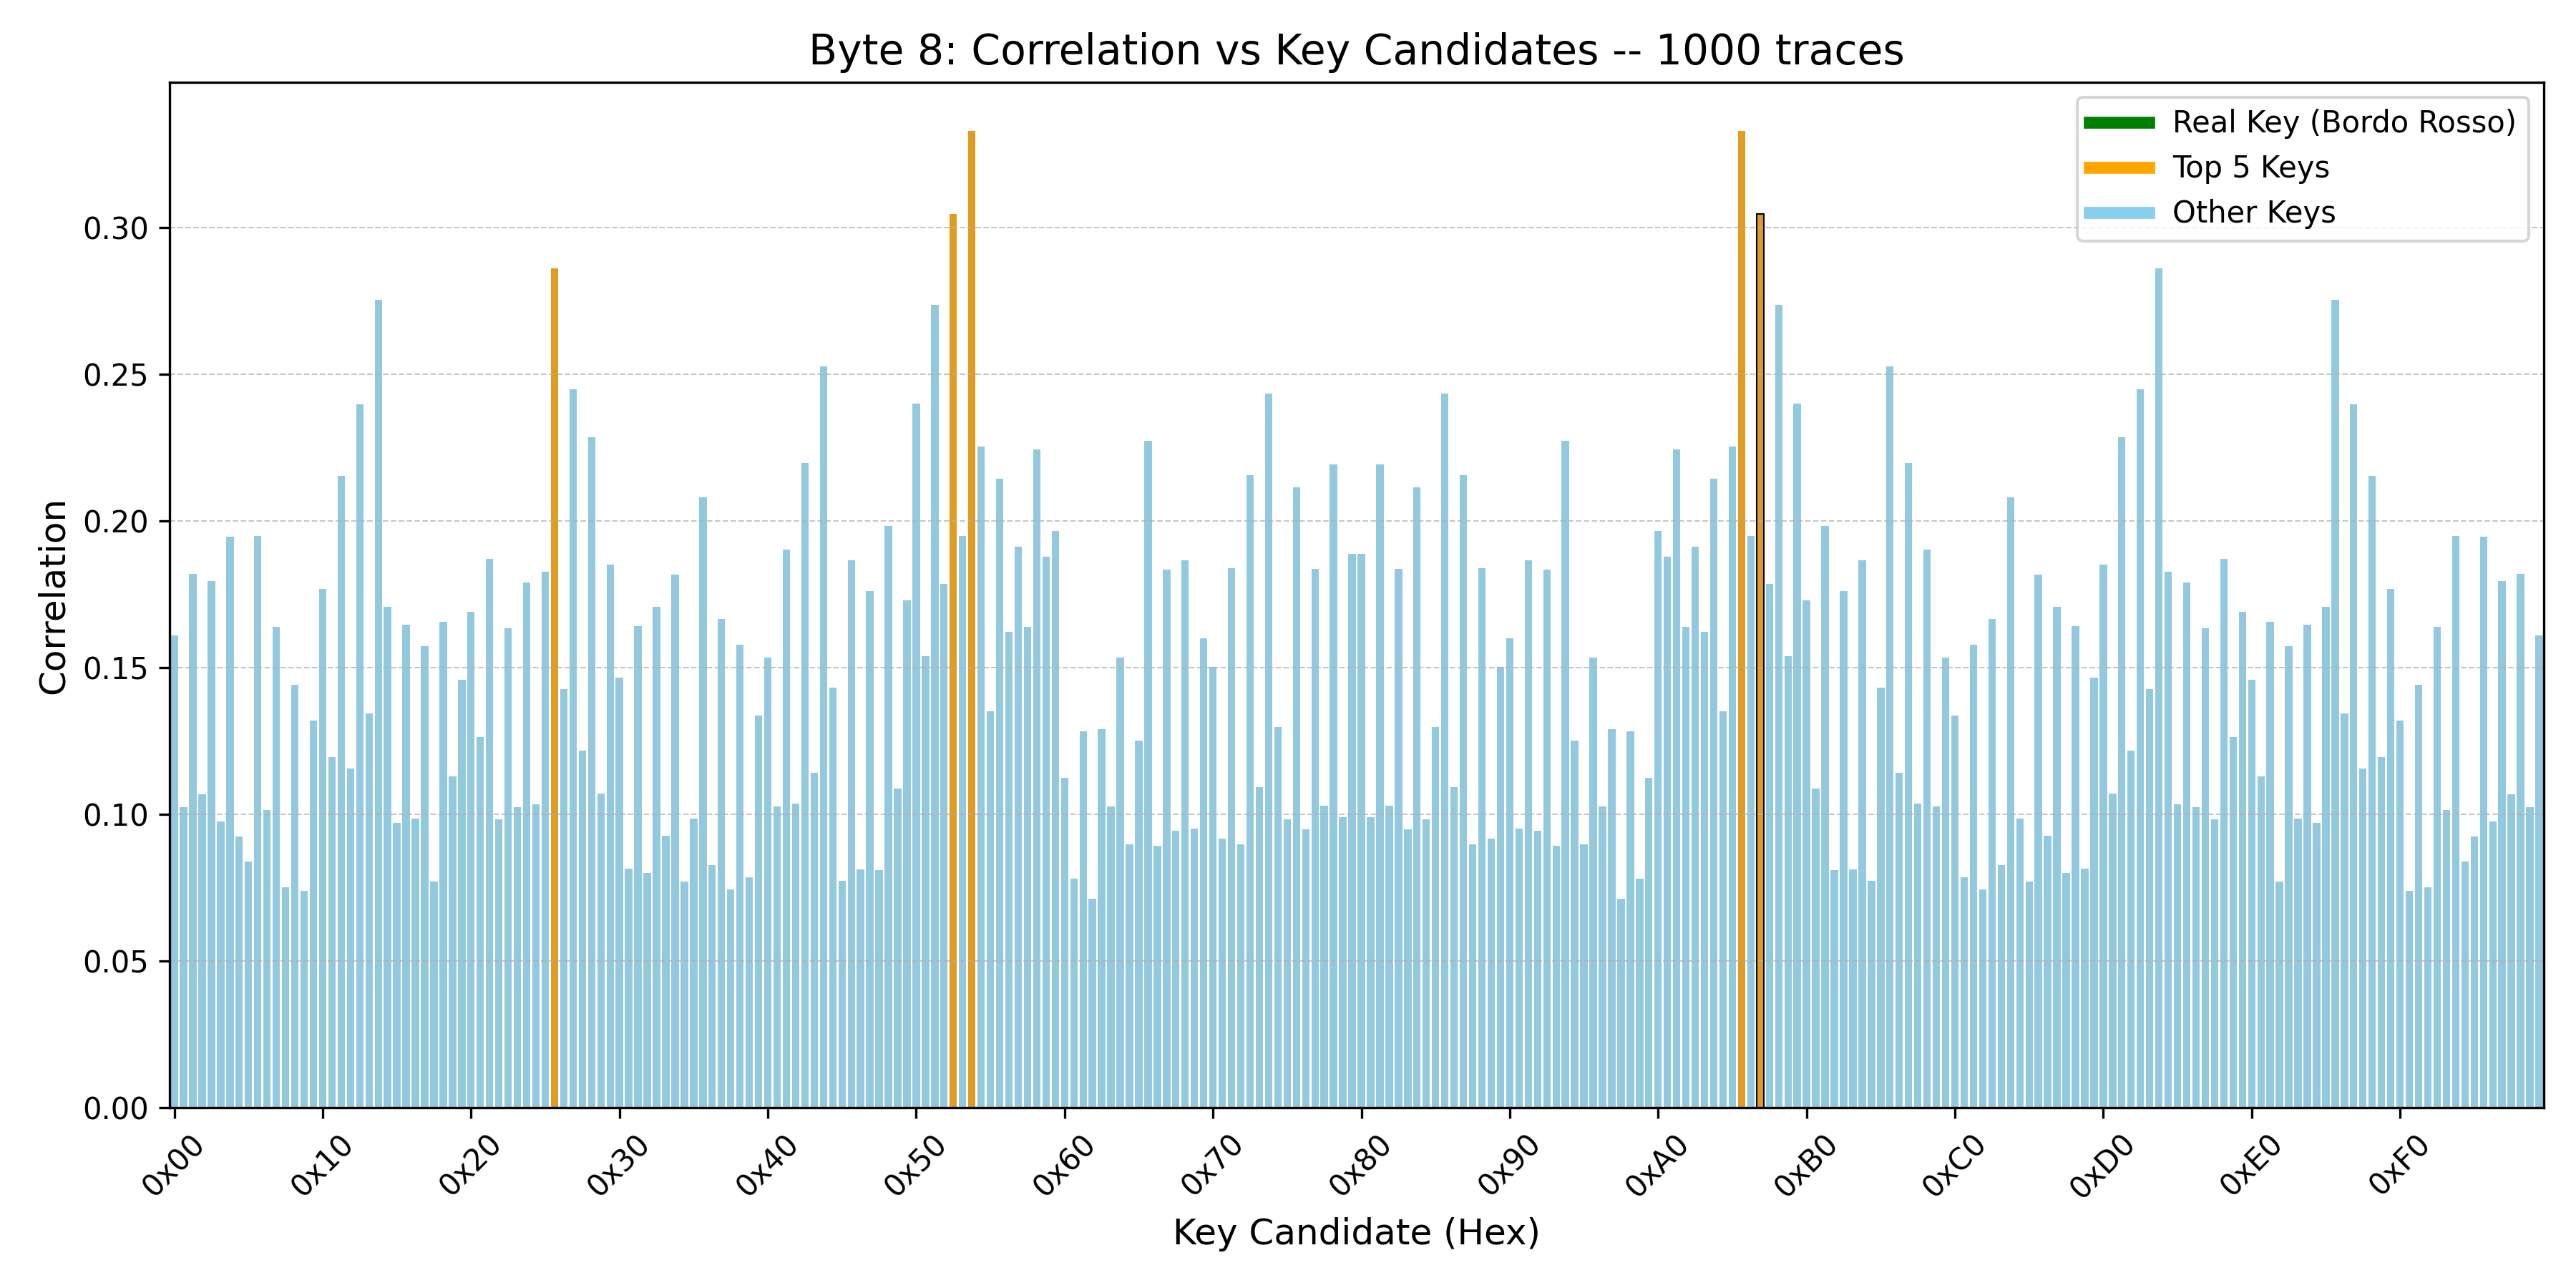 Byte 8: Correlation vs Key Candidates -- 1000 traces
Real Key (Bordo Rosso)
Top 5 Keys
Other Keys
Correlation
0.30
0.25
0.20
0.15
0.10
0.05
0.00
0x00 0x10 0x20 0x30 0x40 0x50 0x60 0x70 0x80 0x90 0xA0 0xB0 0xC0 0xD0 0xE0 0xF0
Key Candidate (Hex)